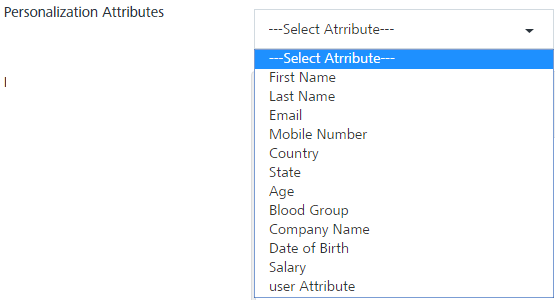 Personalization Attributes
---Select Atrribute---
---Select Atrribute---
First Name
Last Name
Email
Mobile Number
Country
State
Age
Blood Group
Company Name
Date of Birth
Salary
user Attribute